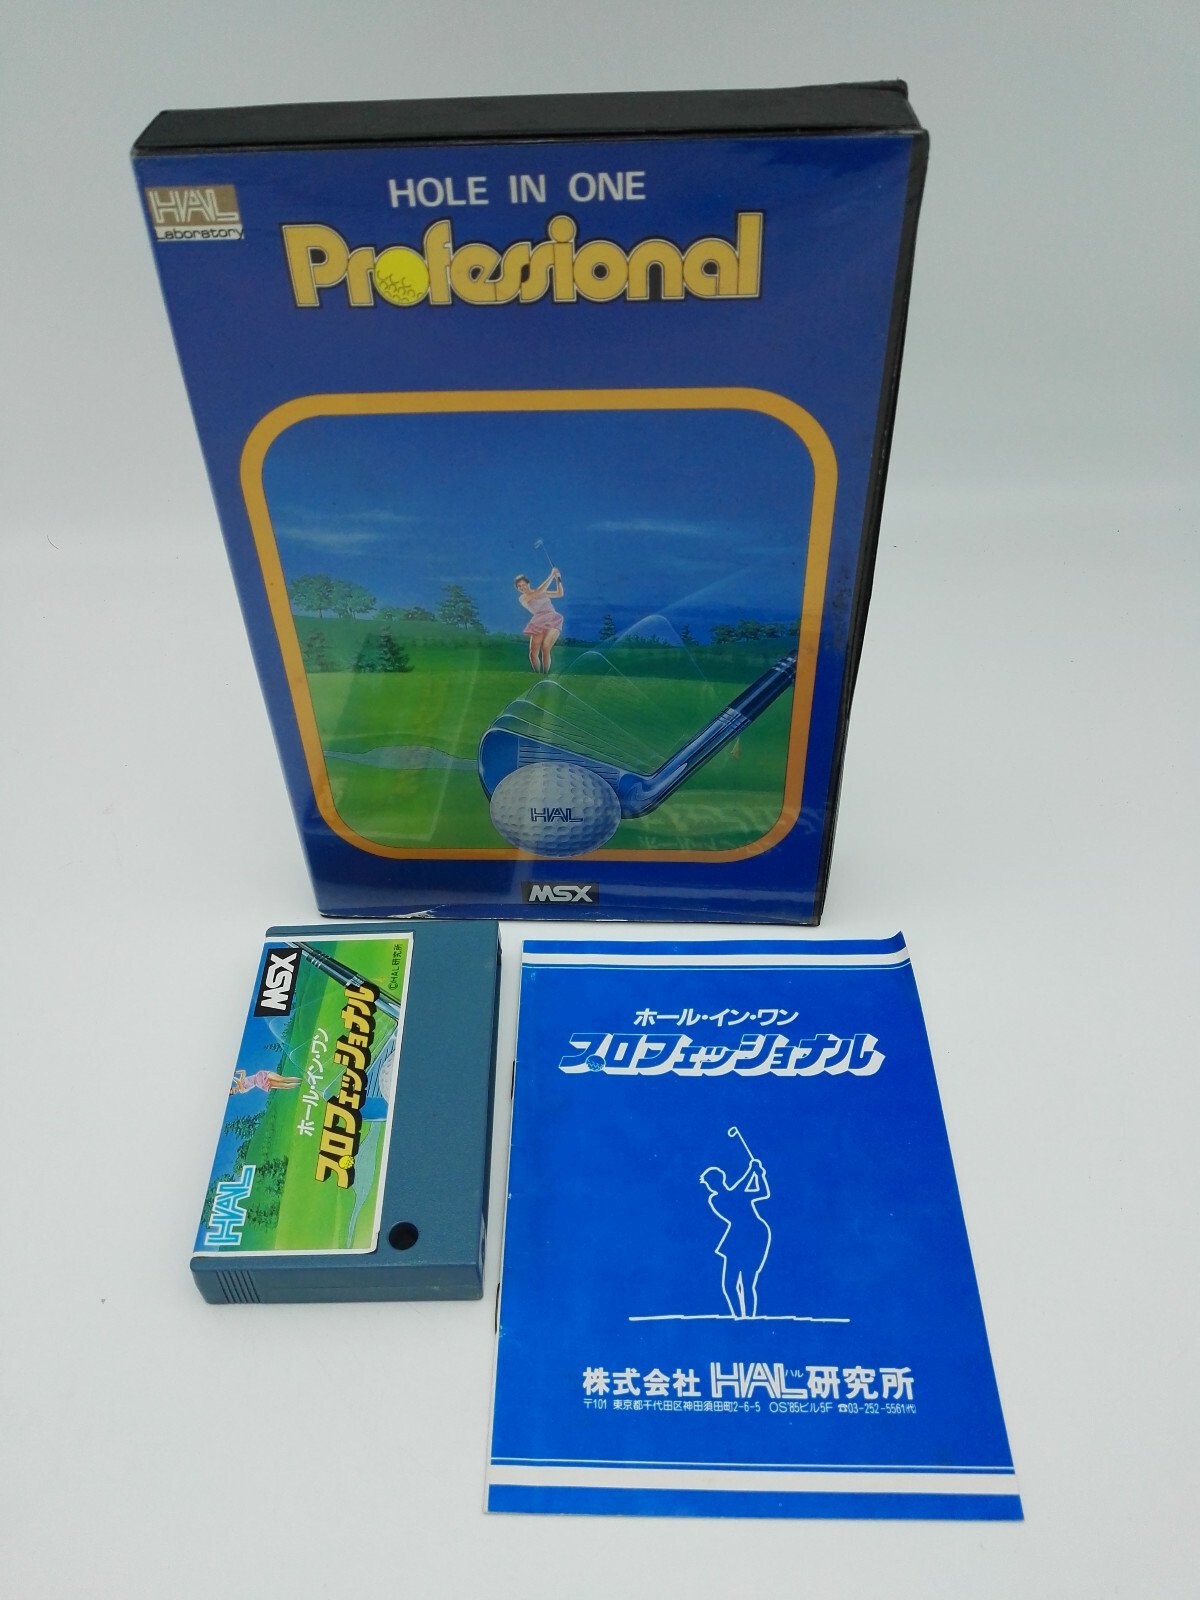 HAL
Laboratory
HOLE IN ONE
Professional
HAL
MSX
MSX
©HAL研究所
ホール・イン・ワン
プロフェッショナル
HAL
ホール・イン・ワン
プロフェッショナル
株式会社 HAL研究所
ハル
〒101 東京都千代田区神田須田町2-6-5 OS'85ビル5F ☎03-252-5561(代)